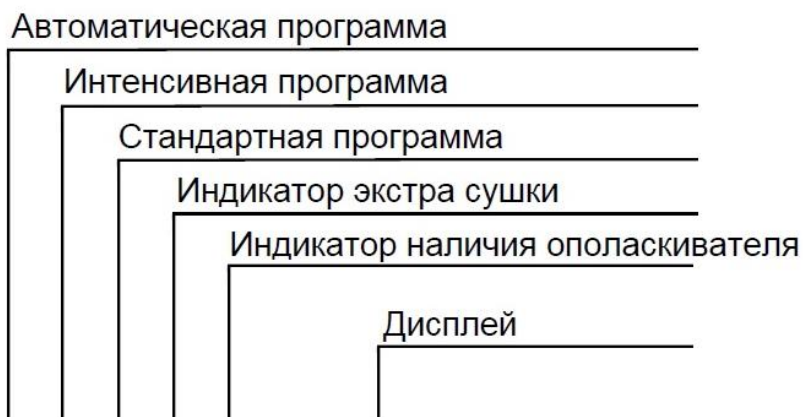 Автоматическая программа
Интенсивная программа
Стандартная программа
Индикатор экстра сушки
Индикатор наличия ополаскивателя
Дисплей